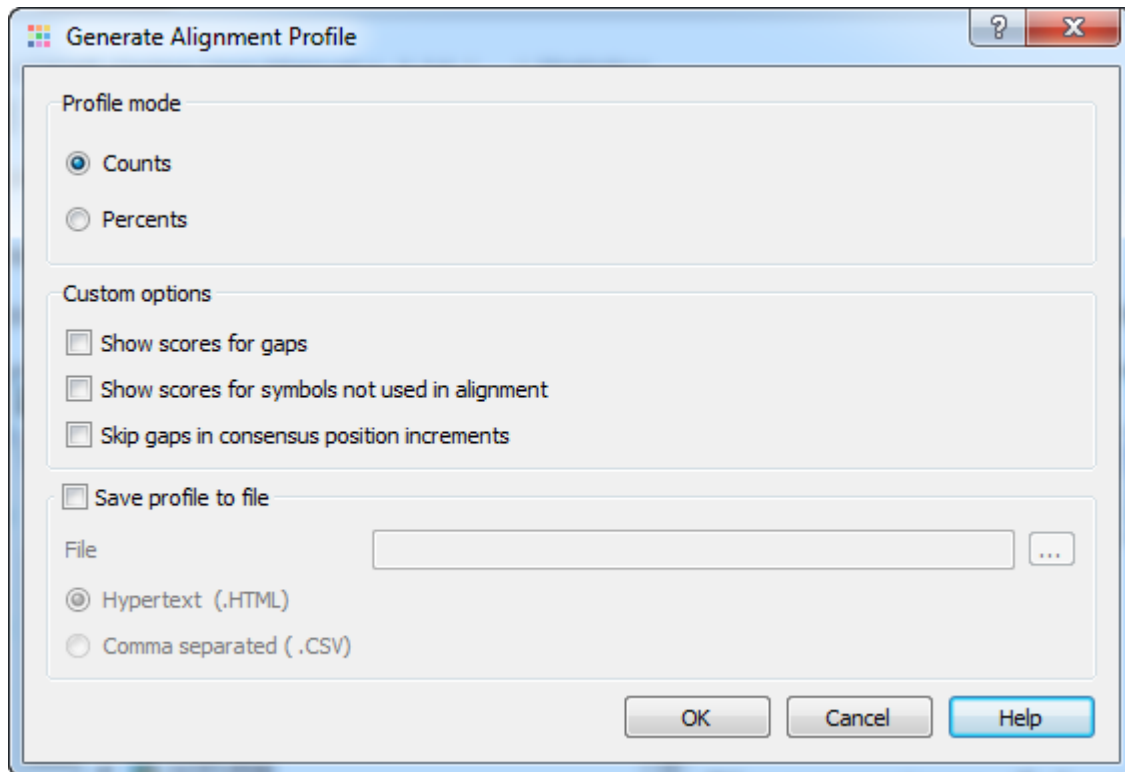 Generate Alignment Profile
Profile mode
Counts
Percents
Custom options
Show scores for gaps
Show scores for symbols not used in alignment
Skip gaps in consensus position increments
Save profile to file
File
...
Hypertext  (.HTML)
Comma separated ( .CSV)
OK Cancel Help